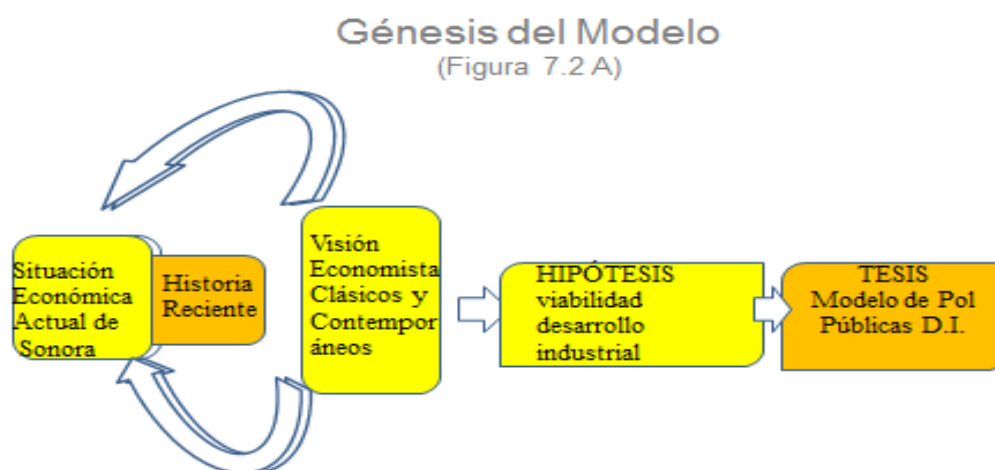 Génesis del Modelo
(Figura 7.2 A)
Situación
Económica
Actual de
Sonora
Historia
Reciente
Visión
Economista
Clásicos y
Contempor
áneos
HIPÓTESIS
viabilidad
desarrollo
industrial
TESIS
Modelo de Pol
Públicas D.I.